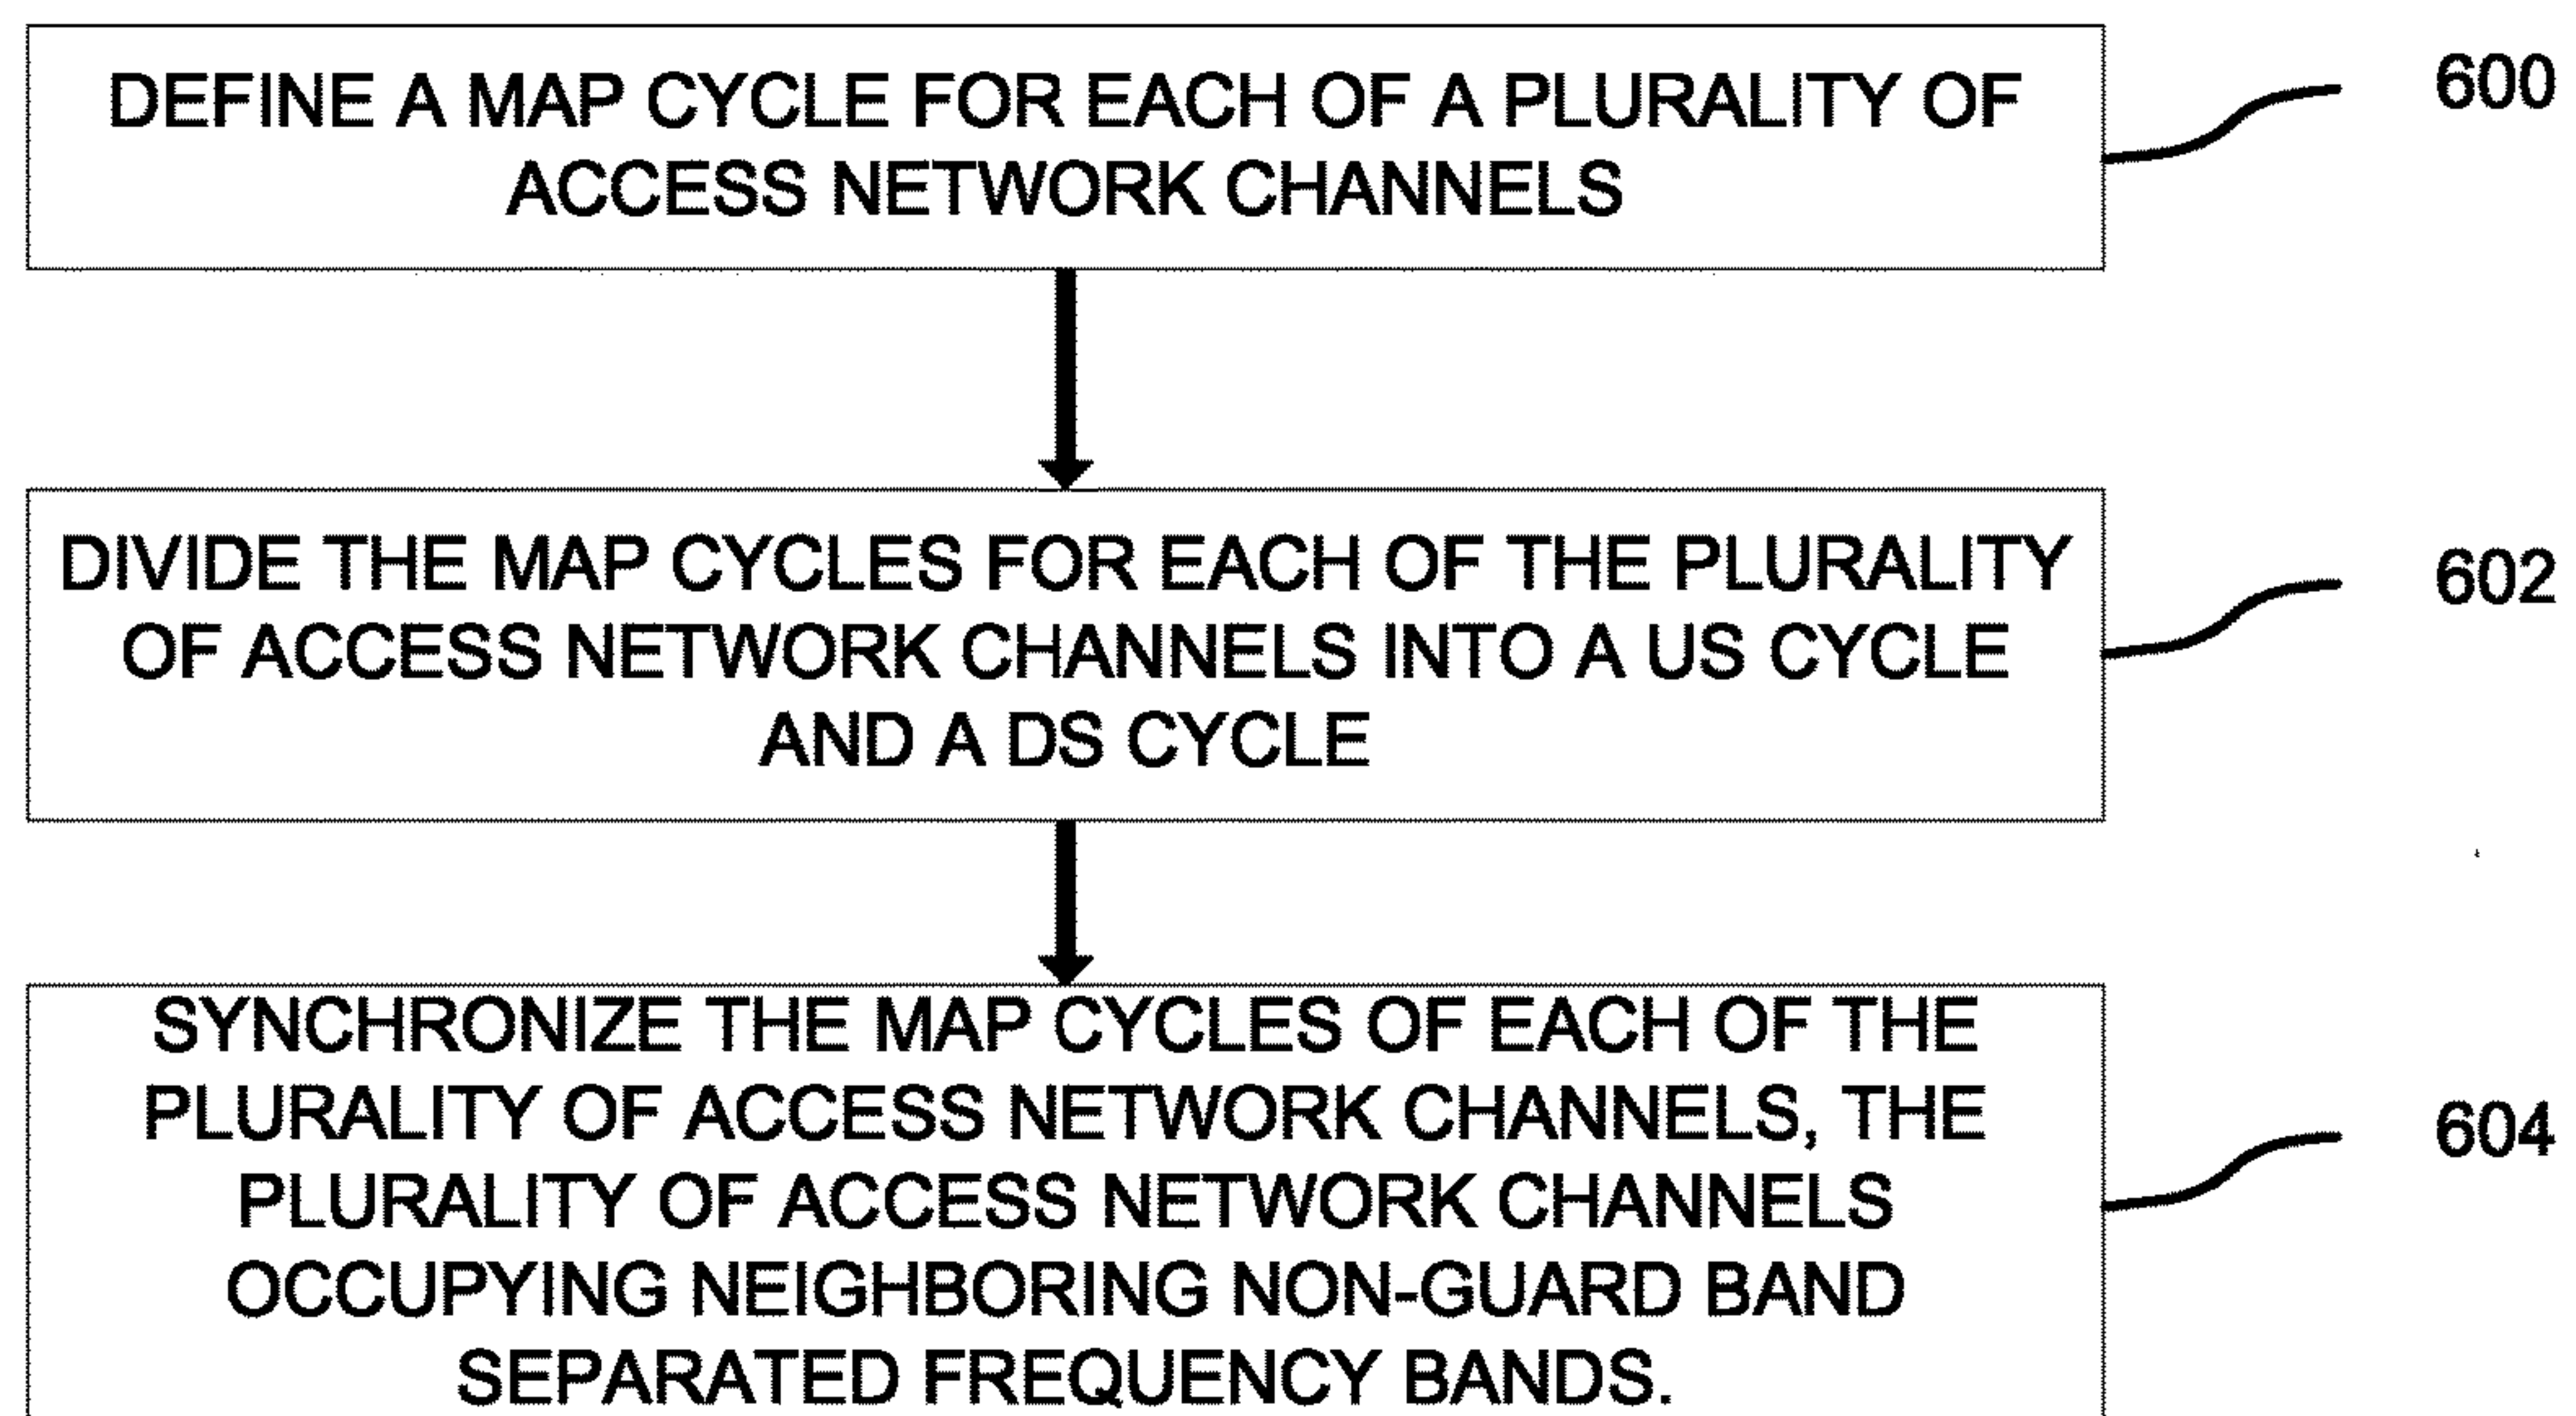 DEFINE A MAP CYCLE FOR EACH OF A PLURALITY OF
ACCESS NETWORK CHANNELS
600
DIVIDE THE MAP CYCLES FOR EACH OF THE PLURALITY
OF ACCESS NETWORK CHANNELS INTO A US CYCLE
AND A DS CYCLE
602
SYNCHRONIZE THE MAP CYCLES OF EACH OF THE
PLURALITY OF ACCESS NETWORK CHANNELS, THE
PLURALITY OF ACCESS NETWORK CHANNELS
OCCUPYING NEIGHBORING NON-GUARD BAND
SEPARATED FREQUENCY BANDS.
604